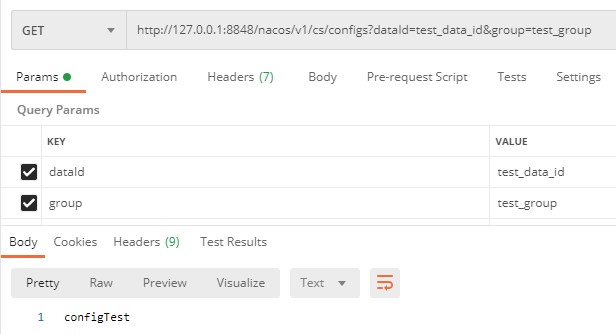 GET http://127.0.0.1:8848/nacos/v1/cs/configs?dataId=test_data_id&group=test_group
Params Authorization Headers (7) Body Pre-request Script Tests Settings
Query Params
KEY VALUE
dataId test_data_id
group test_group
Body Cookies Headers (9) Test Results
Pretty Raw Preview Visualize Text
1 configTest